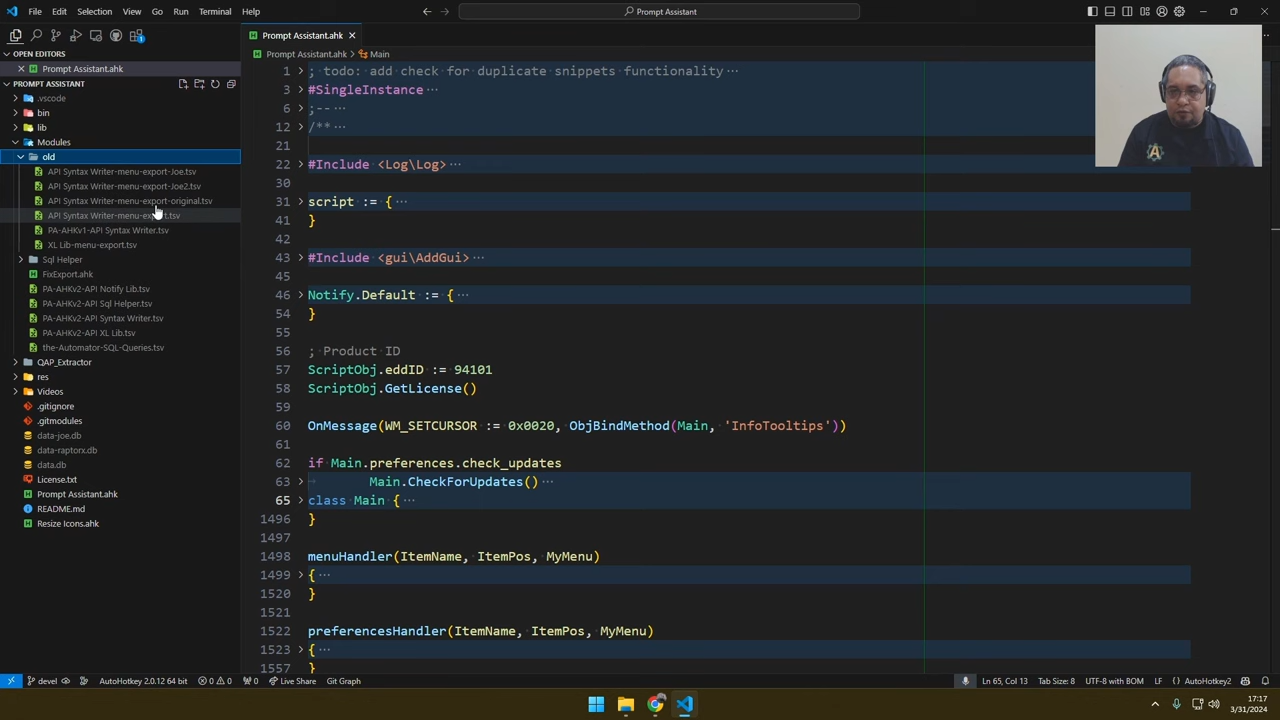 File Edit Selection View Go Run Terminal Help
Prompt Assistant
EXPLORER
OPEN EDITORS
Prompt Assistant.ahk
PROMPT ASSISTANT
.vscode
bin
lib
Modules
old
API Syntax Writer-menu-export-Joe.tsv
API Syntax Writer-menu-export-Joe2.tsv
API Syntax Writer-menu-export-original.tsv
API Syntax Writer-menu-export.tsv
PA-AHKv1-API Syntax Writer.tsv
XL Lib-menu-export.tsv
Sql Helper
FixExport.ahk
PA-AHKv2-API Notify Lib.tsv
PA-AHKv2-API Sql Helper.tsv
PA-AHKv2-API Syntax Writer.tsv
PA-AHKv2-API XL Lib.tsv
the-Automator-SQL-Queries.tsv
QAP_Extractor
res
Videos
.gitignore
.gitmodules
data-joe.db
data-raptorx.db
data.db
License.txt
Prompt Assistant.ahk
README.md
Resize Icons.ahk
Prompt Assistant.ahk
Prompt Assistant.ahk > Main
1 ; todo: add check for duplicate snippets functionality ···
3 #SingleInstance ···
6 ;-- ···
12 /** ···
21
22 #Include <Log\Log> ···
30
31 script := { ···
41 }
42
43 #Include <gui\AddGui> ···
45
46 Notify.Default := { ···
54 }
55
56 ; Product ID
57 ScriptObj.eddID := 94101
58 ScriptObj.GetLicense()
59
60 OnMessage(WM_SETCURSOR := 0x0020, ObjBindMethod(Main, 'InfoTooltips'))
61
62 if Main.preferences.check_updates
63 Main.CheckForUpdates() ···
65 class Main { ···
1496 }
1497
1498 menuHandler(ItemName, ItemPos, MyMenu)
1499 { ···
1520 }
1521
1522 preferencesHandler(ItemName, ItemPos, MyMenu)
1523 { ···
1557 }
devel AutoHotkey 2.0.12 64 bit 0 0 0 Live Share Git Graph
Ln 65, Col 13 Tab Size: 8 UTF-8 with BOM LF {} AutoHotkey2
17:17
3/31/2024